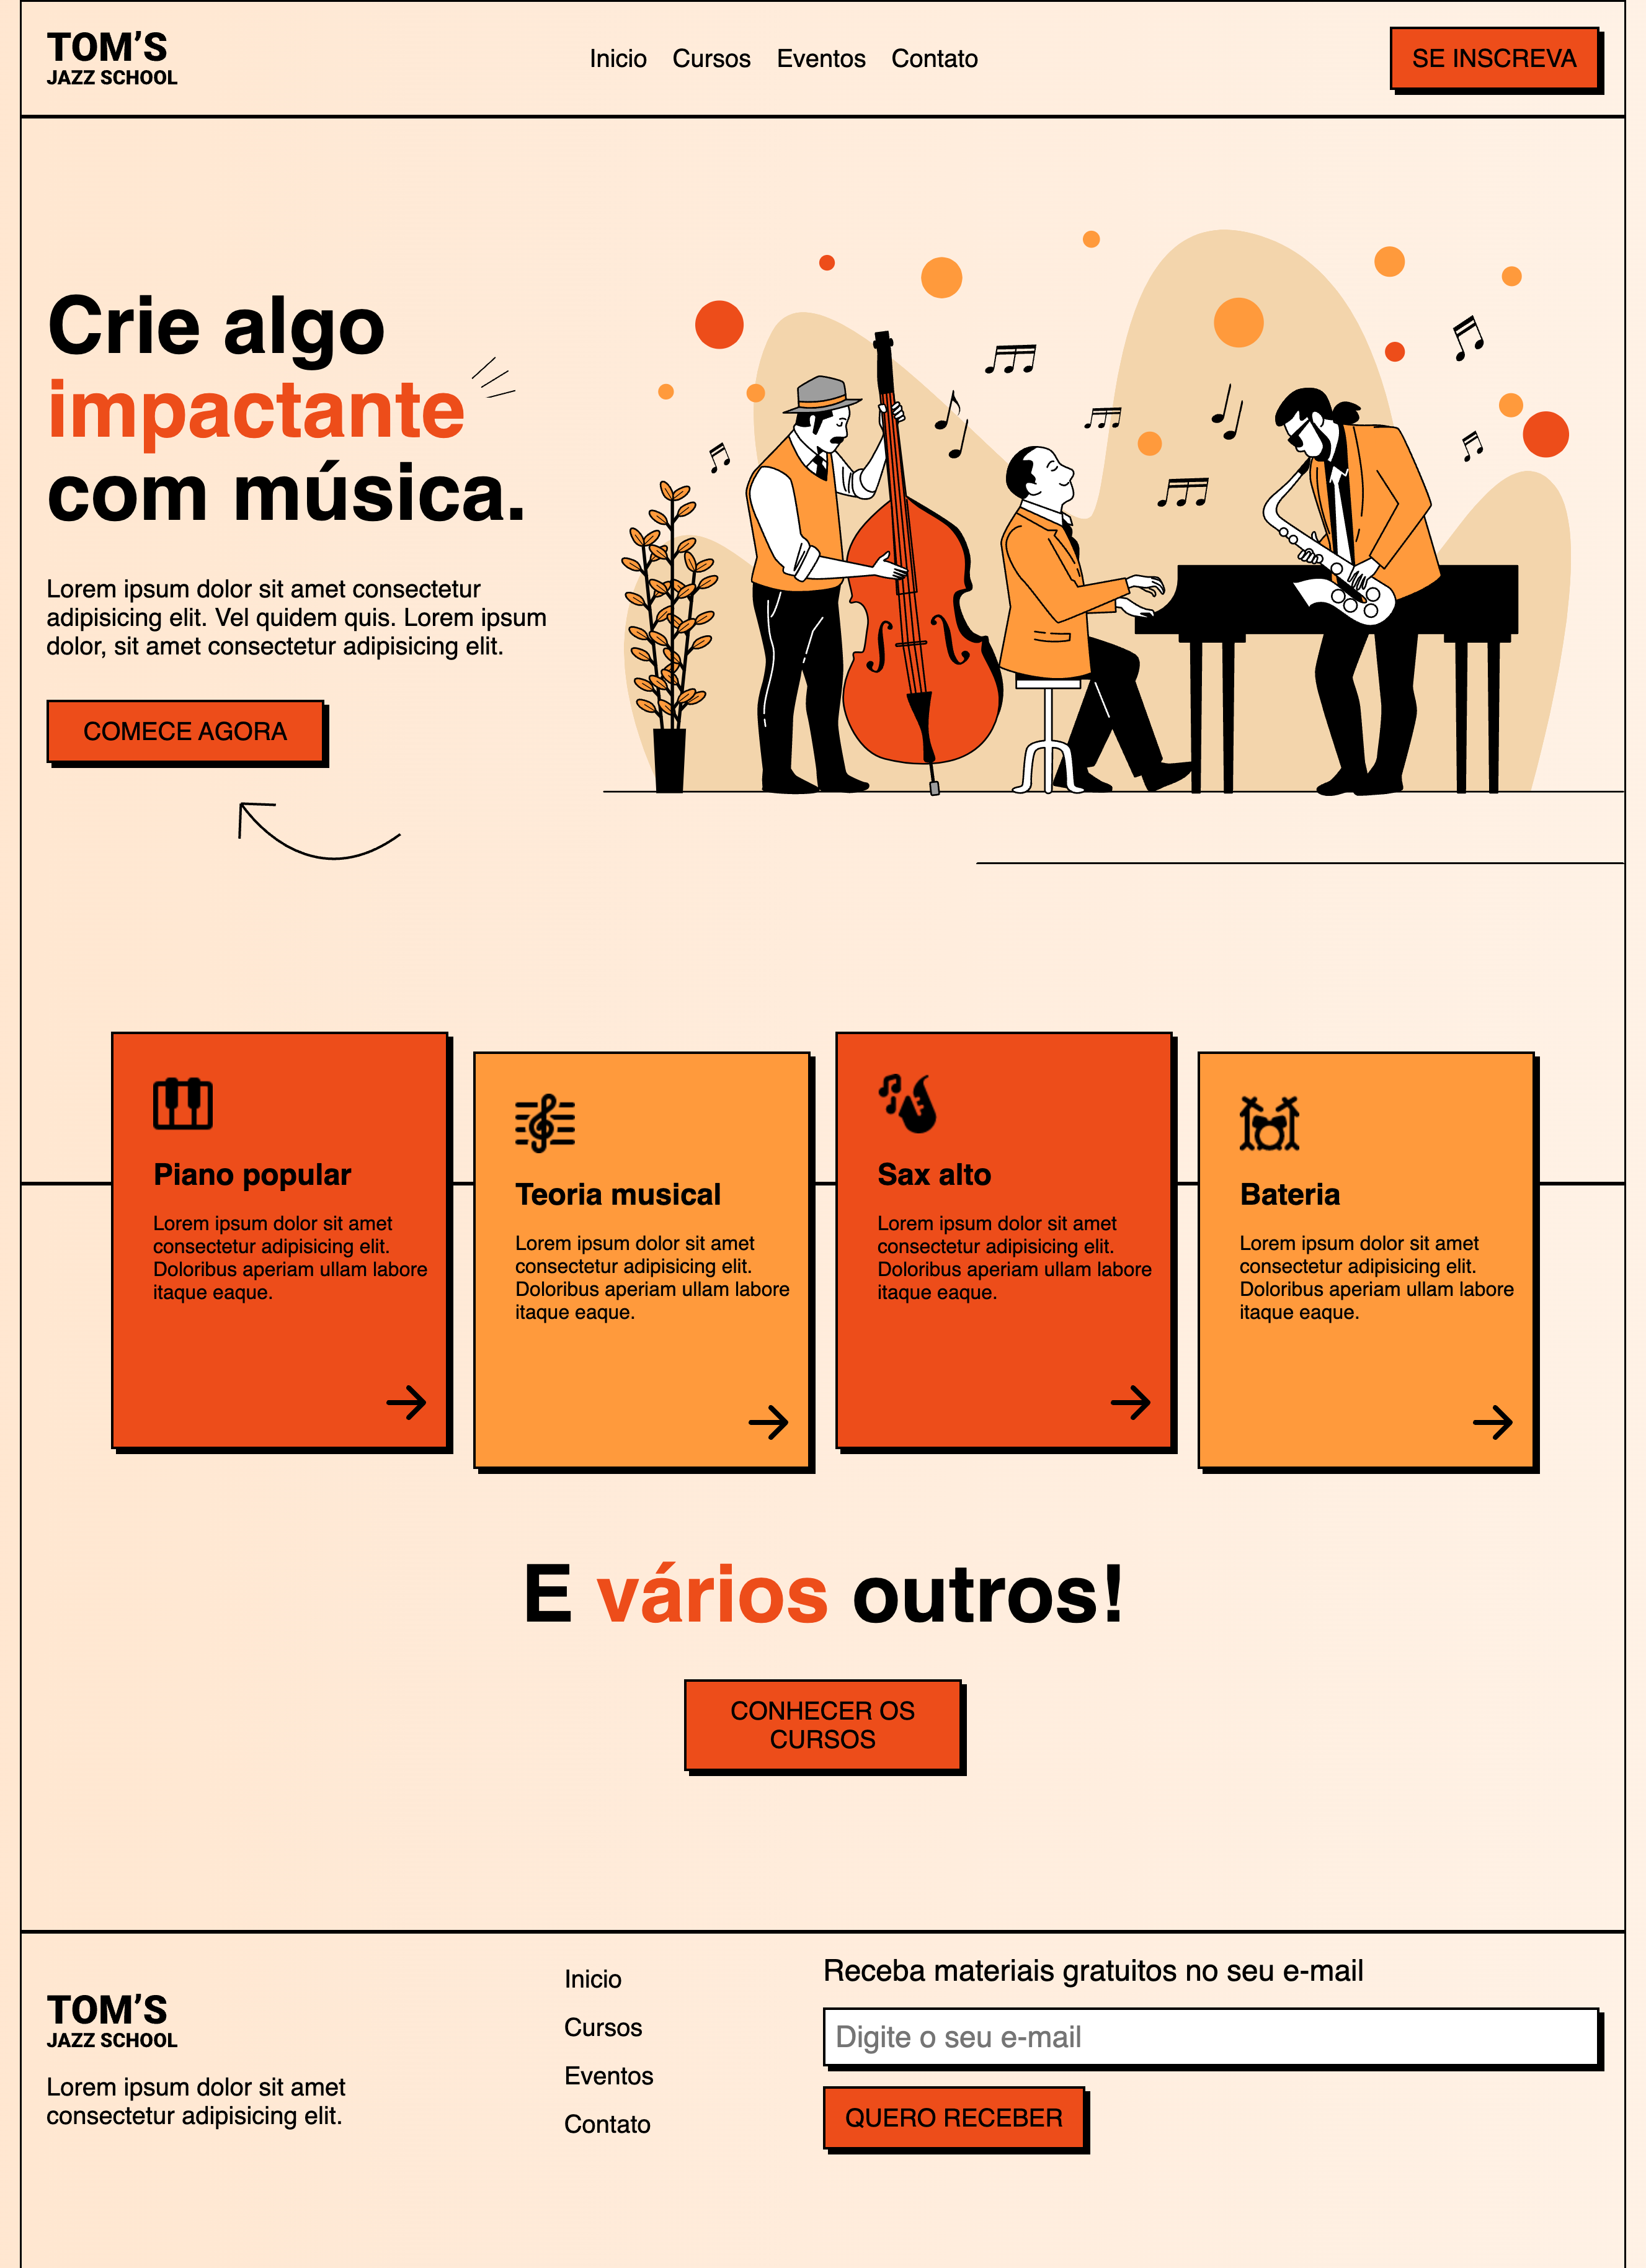 TOM'S
JAZZ SCHOOL
Inicio Cursos Eventos Contato
SE INSCREVA
Crie algo
impactante
com música.
Lorem ipsum dolor sit amet consectetur
adipisicing elit. Vel quidem quis. Lorem ipsum
dolor, sit amet consectetur adipisicing elit.
COMECE AGORA
Piano popular
Lorem ipsum dolor sit amet
consectetur adipisicing elit.
Doloribus aperiam ullam labore
itaque eaque.
Teoria musical
Lorem ipsum dolor sit amet
consectetur adipisicing elit.
Doloribus aperiam ullam labore
itaque eaque.
Sax alto
Lorem ipsum dolor sit amet
consectetur adipisicing elit.
Doloribus aperiam ullam labore
itaque eaque.
Bateria
Lorem ipsum dolor sit amet
consectetur adipisicing elit.
Doloribus aperiam ullam labore
itaque eaque.
E vários outros!
CONHECER OS
CURSOS
TOM'S
JAZZ SCHOOL
Lorem ipsum dolor sit amet
consectetur adipisicing elit.
Inicio
Cursos
Eventos
Contato
Receba materiais gratuitos no seu e-mail
Digite o seu e-mail
QUERO RECEBER